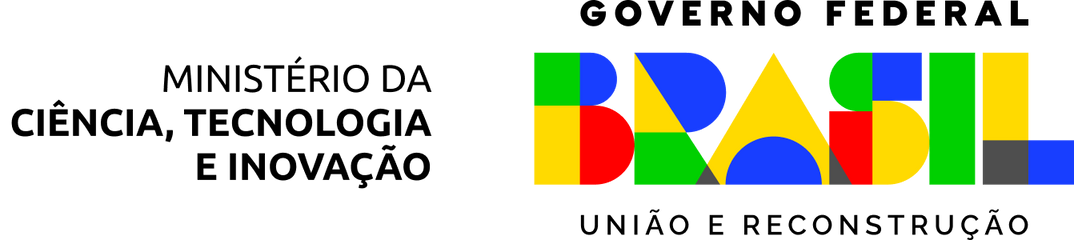 MINISTÉRIO DA
CIÊNCIA, TECNOLOGIA
E INOVAÇÃO
GOVERNO FEDERAL
BRASIL
UNIÃO E RECONSTRUÇÃO